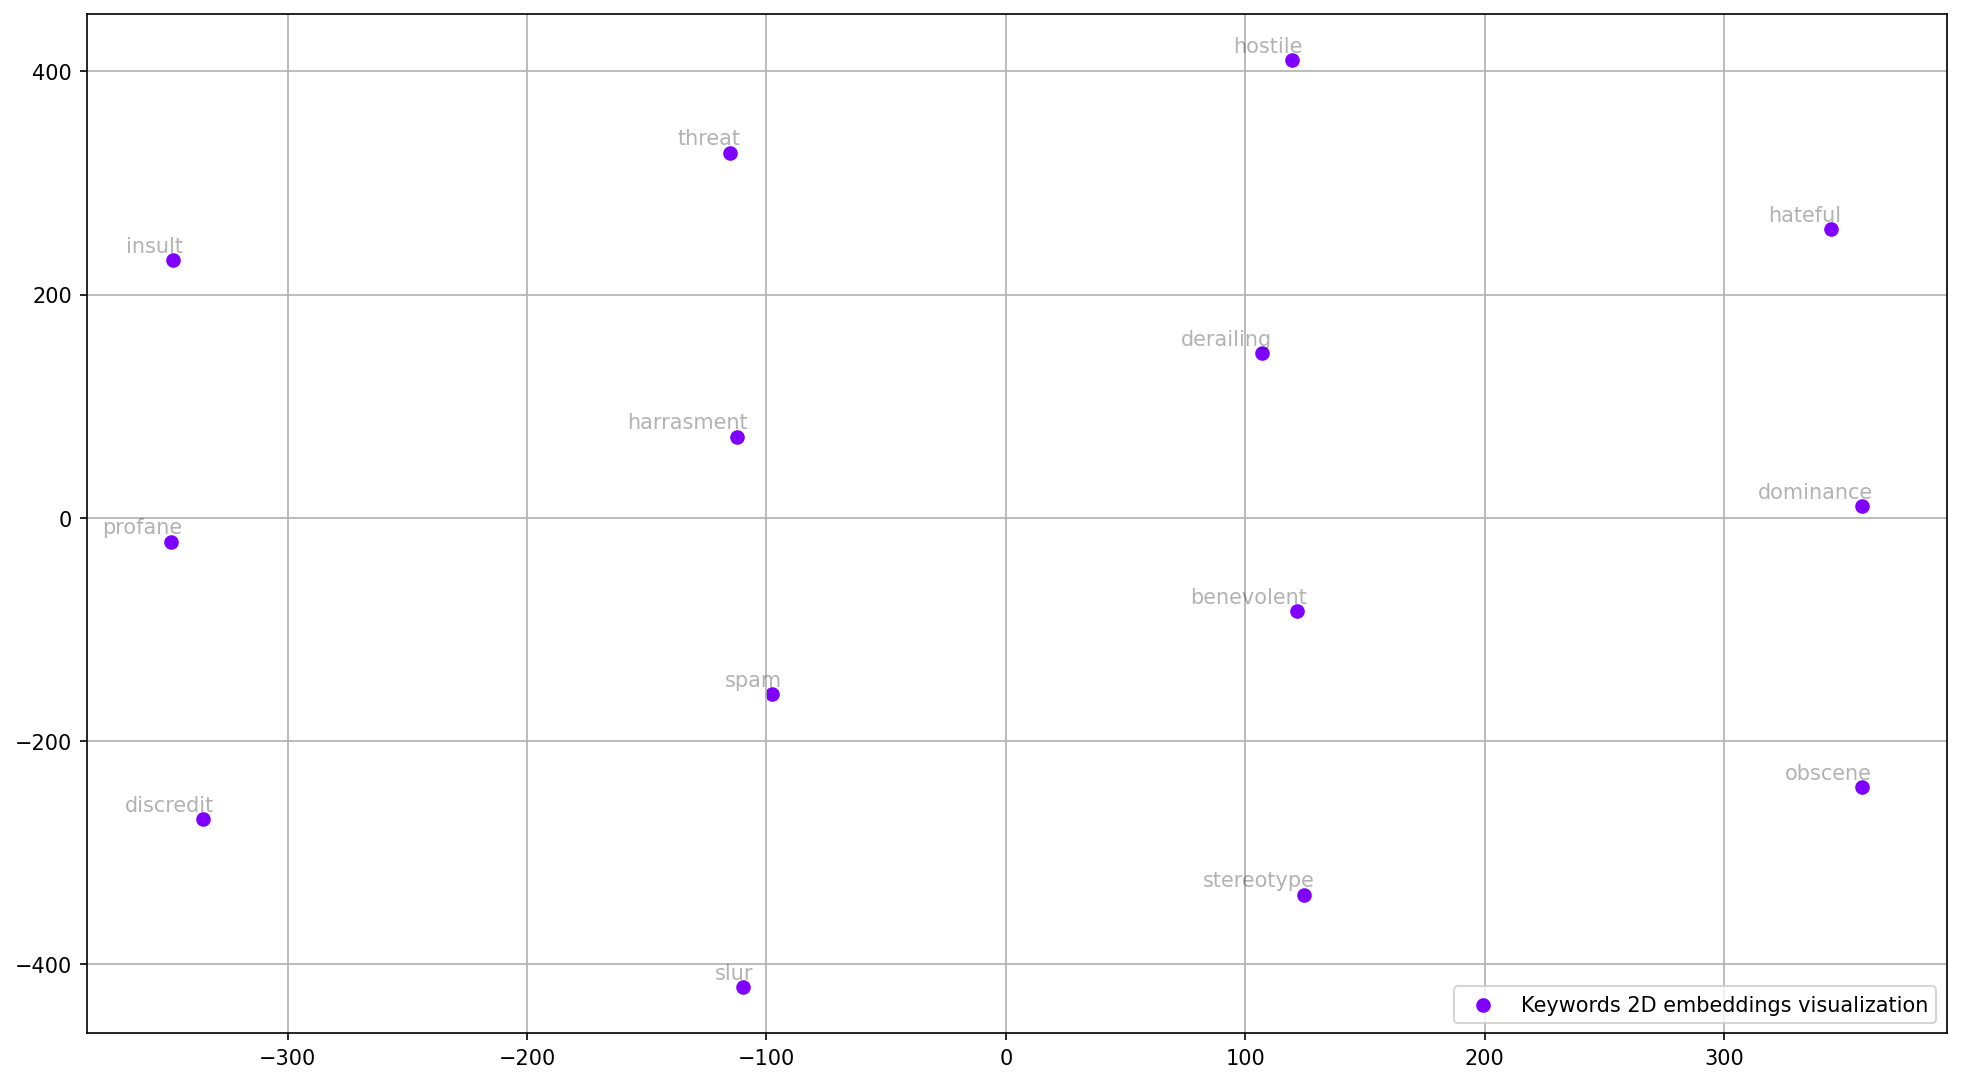 hostile
400
threat
hateful
insult
200
derailing
harrasment
dominance
0
profane
benevolent
spam
−200
obscene
discredit
stereotype
−400
slur
Keywords 2D embeddings visualization
−300 −200 −100 0 100 200 300